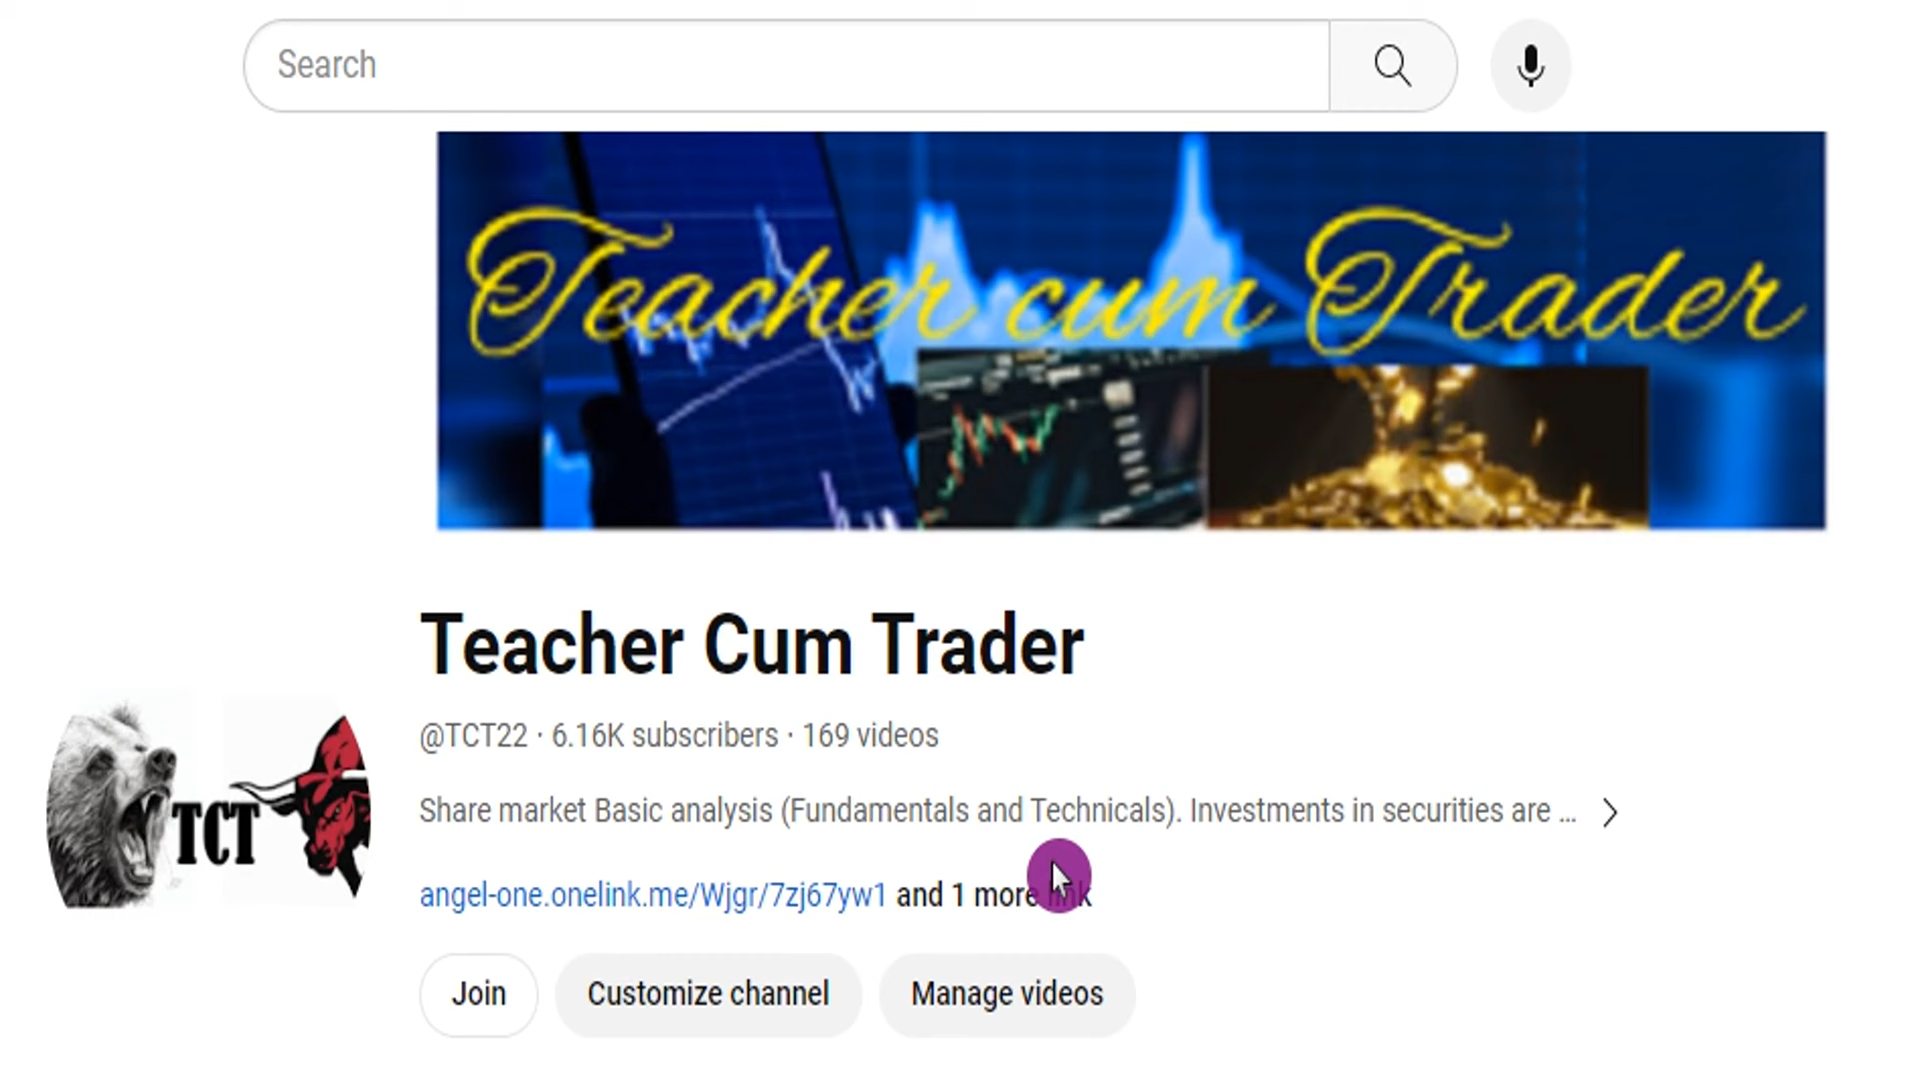 Search
Teacher cum Trader
Teacher Cum Trader
@TCT22 · 6.16K subscribers · 169 videos
TCT
Share market Basic analysis (Fundamentals and Technicals). Investments in securities are ...
angel-one.onelink.me/Wjgr/7zj67yw1 and 1 more link
Join
Customize channel
Manage videos